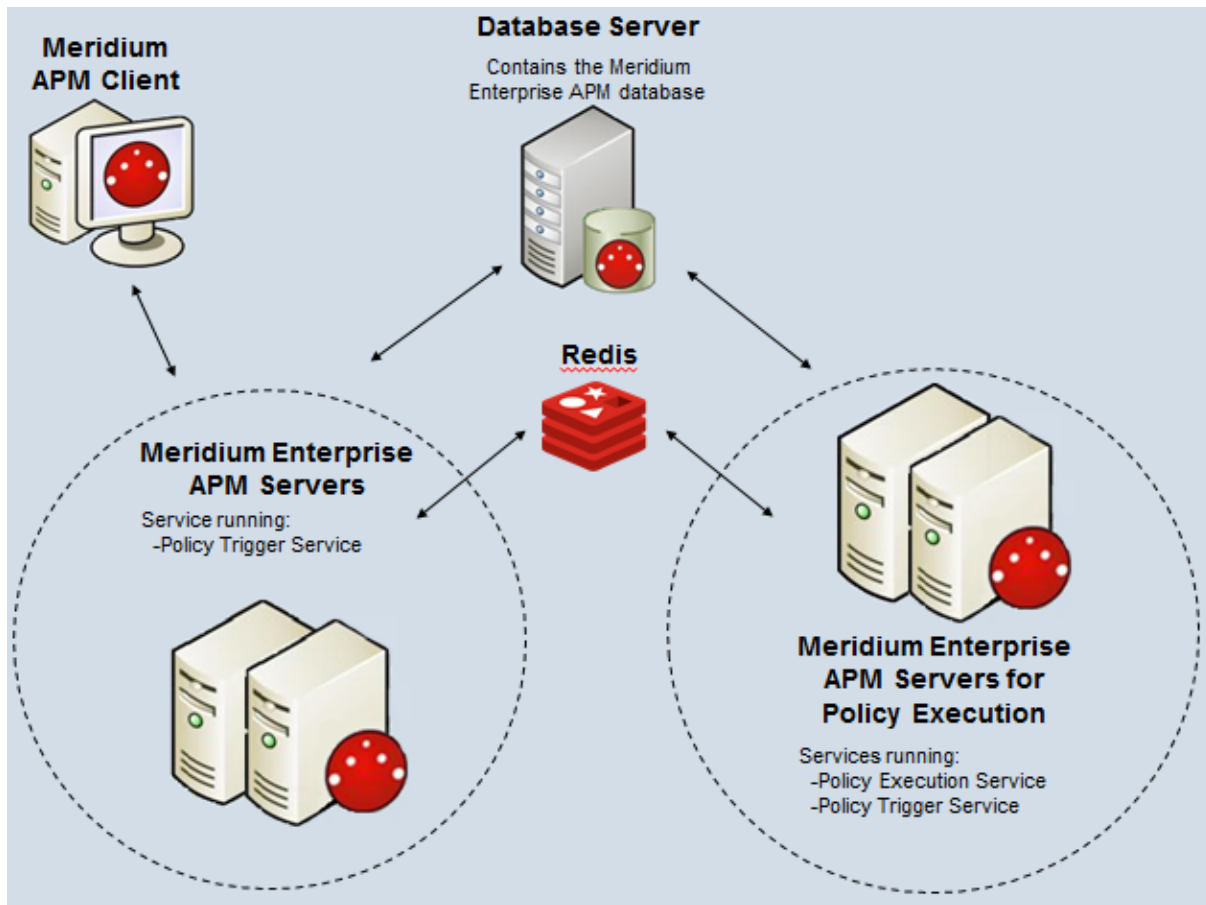 Meridium
APM Client
Database Server
Contains the Meridium
Enterprise APM database
Redis
Meridium Enterprise
APM Servers
Service running:
-Policy Trigger Service
Meridium Enterprise
APM Servers for
Policy Execution
Services running:
-Policy Execution Service
-Policy Trigger Service